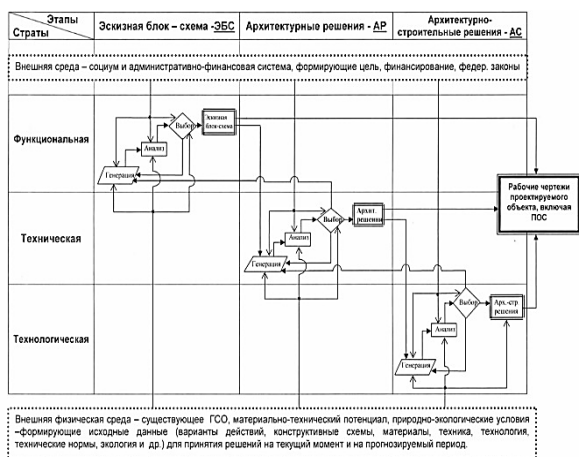 Этапы
Страты
Эскизная блок – схема -ЭБС
Архитектурные решения - АР
Архитектурно-
строительные решения - АС
Внешняя среда – социум и административно-финансовая система, формирующие цель, финансирование, федер. законы
Функциональная
Генерация
Анализ
Выбор
Эскизная
блок-схема
Рабочие чертежи
проектируемого
объекта, включая
ПОС
Техническая
Генерация
Анализ
Выбор
Архит.
решения
Технологическая
Генерация
Анализ
Выбор
Арх.-стр.
решения
Внешняя физическая среда – существующее ГСО, материально-технический потенциал, природно-экологические условия
–формирующие исходные данные (варианты действий, конструктивные схемы, материалы, техника, технология,
технические нормы, экология и др.) для принятия решений на текущий момент и на прогнозируемый период.